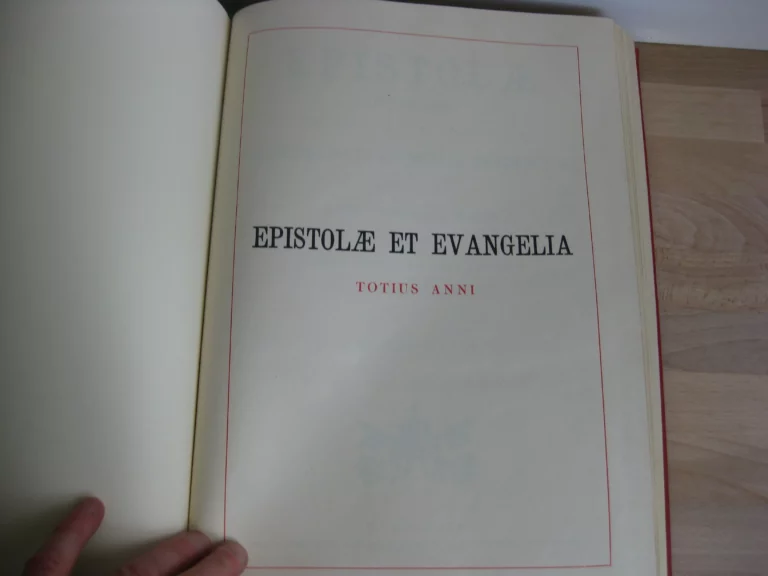 EPISTOLÆ ET EVANGELIA
TOTIUS ANNI